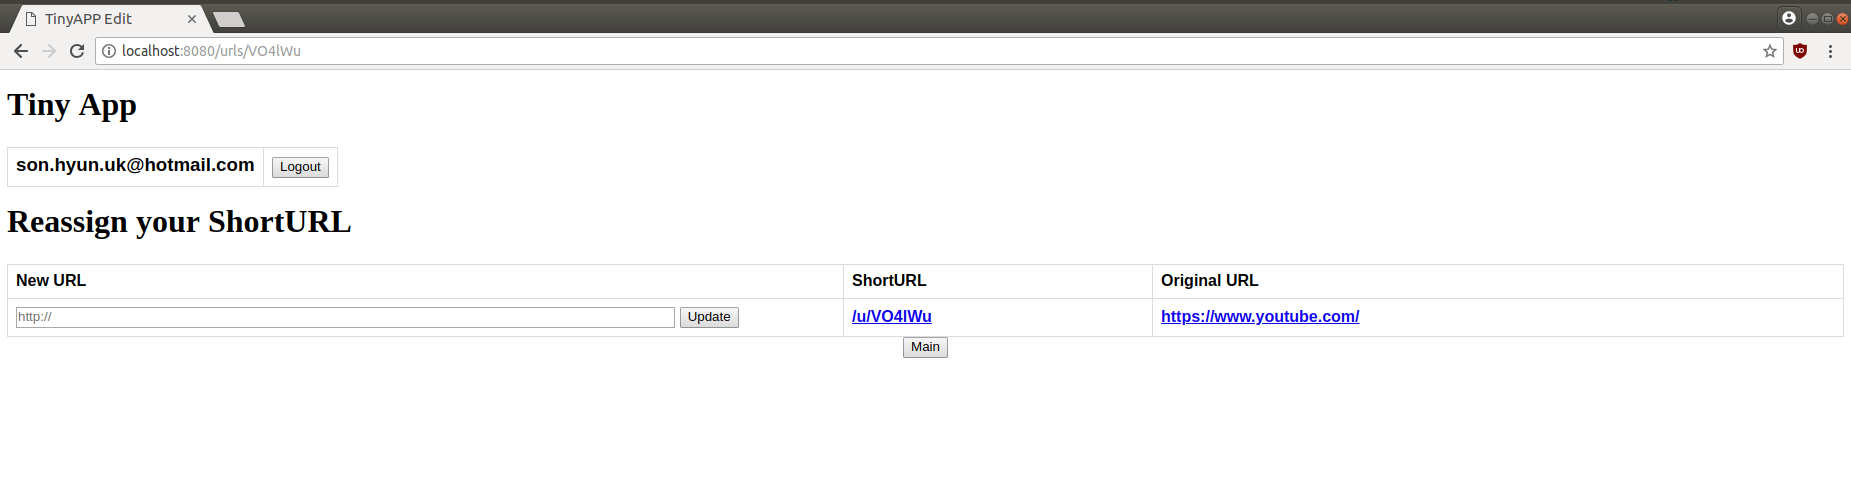 TinyAPP Edit
localhost:8080/urls/VO4lWu
Tiny App
son.hyun.uk@hotmail.com Logout
Reassign your ShortURL
New URL ShortURL Original URL
http:// Update /u/VO4lWu https://www.youtube.com/
Main